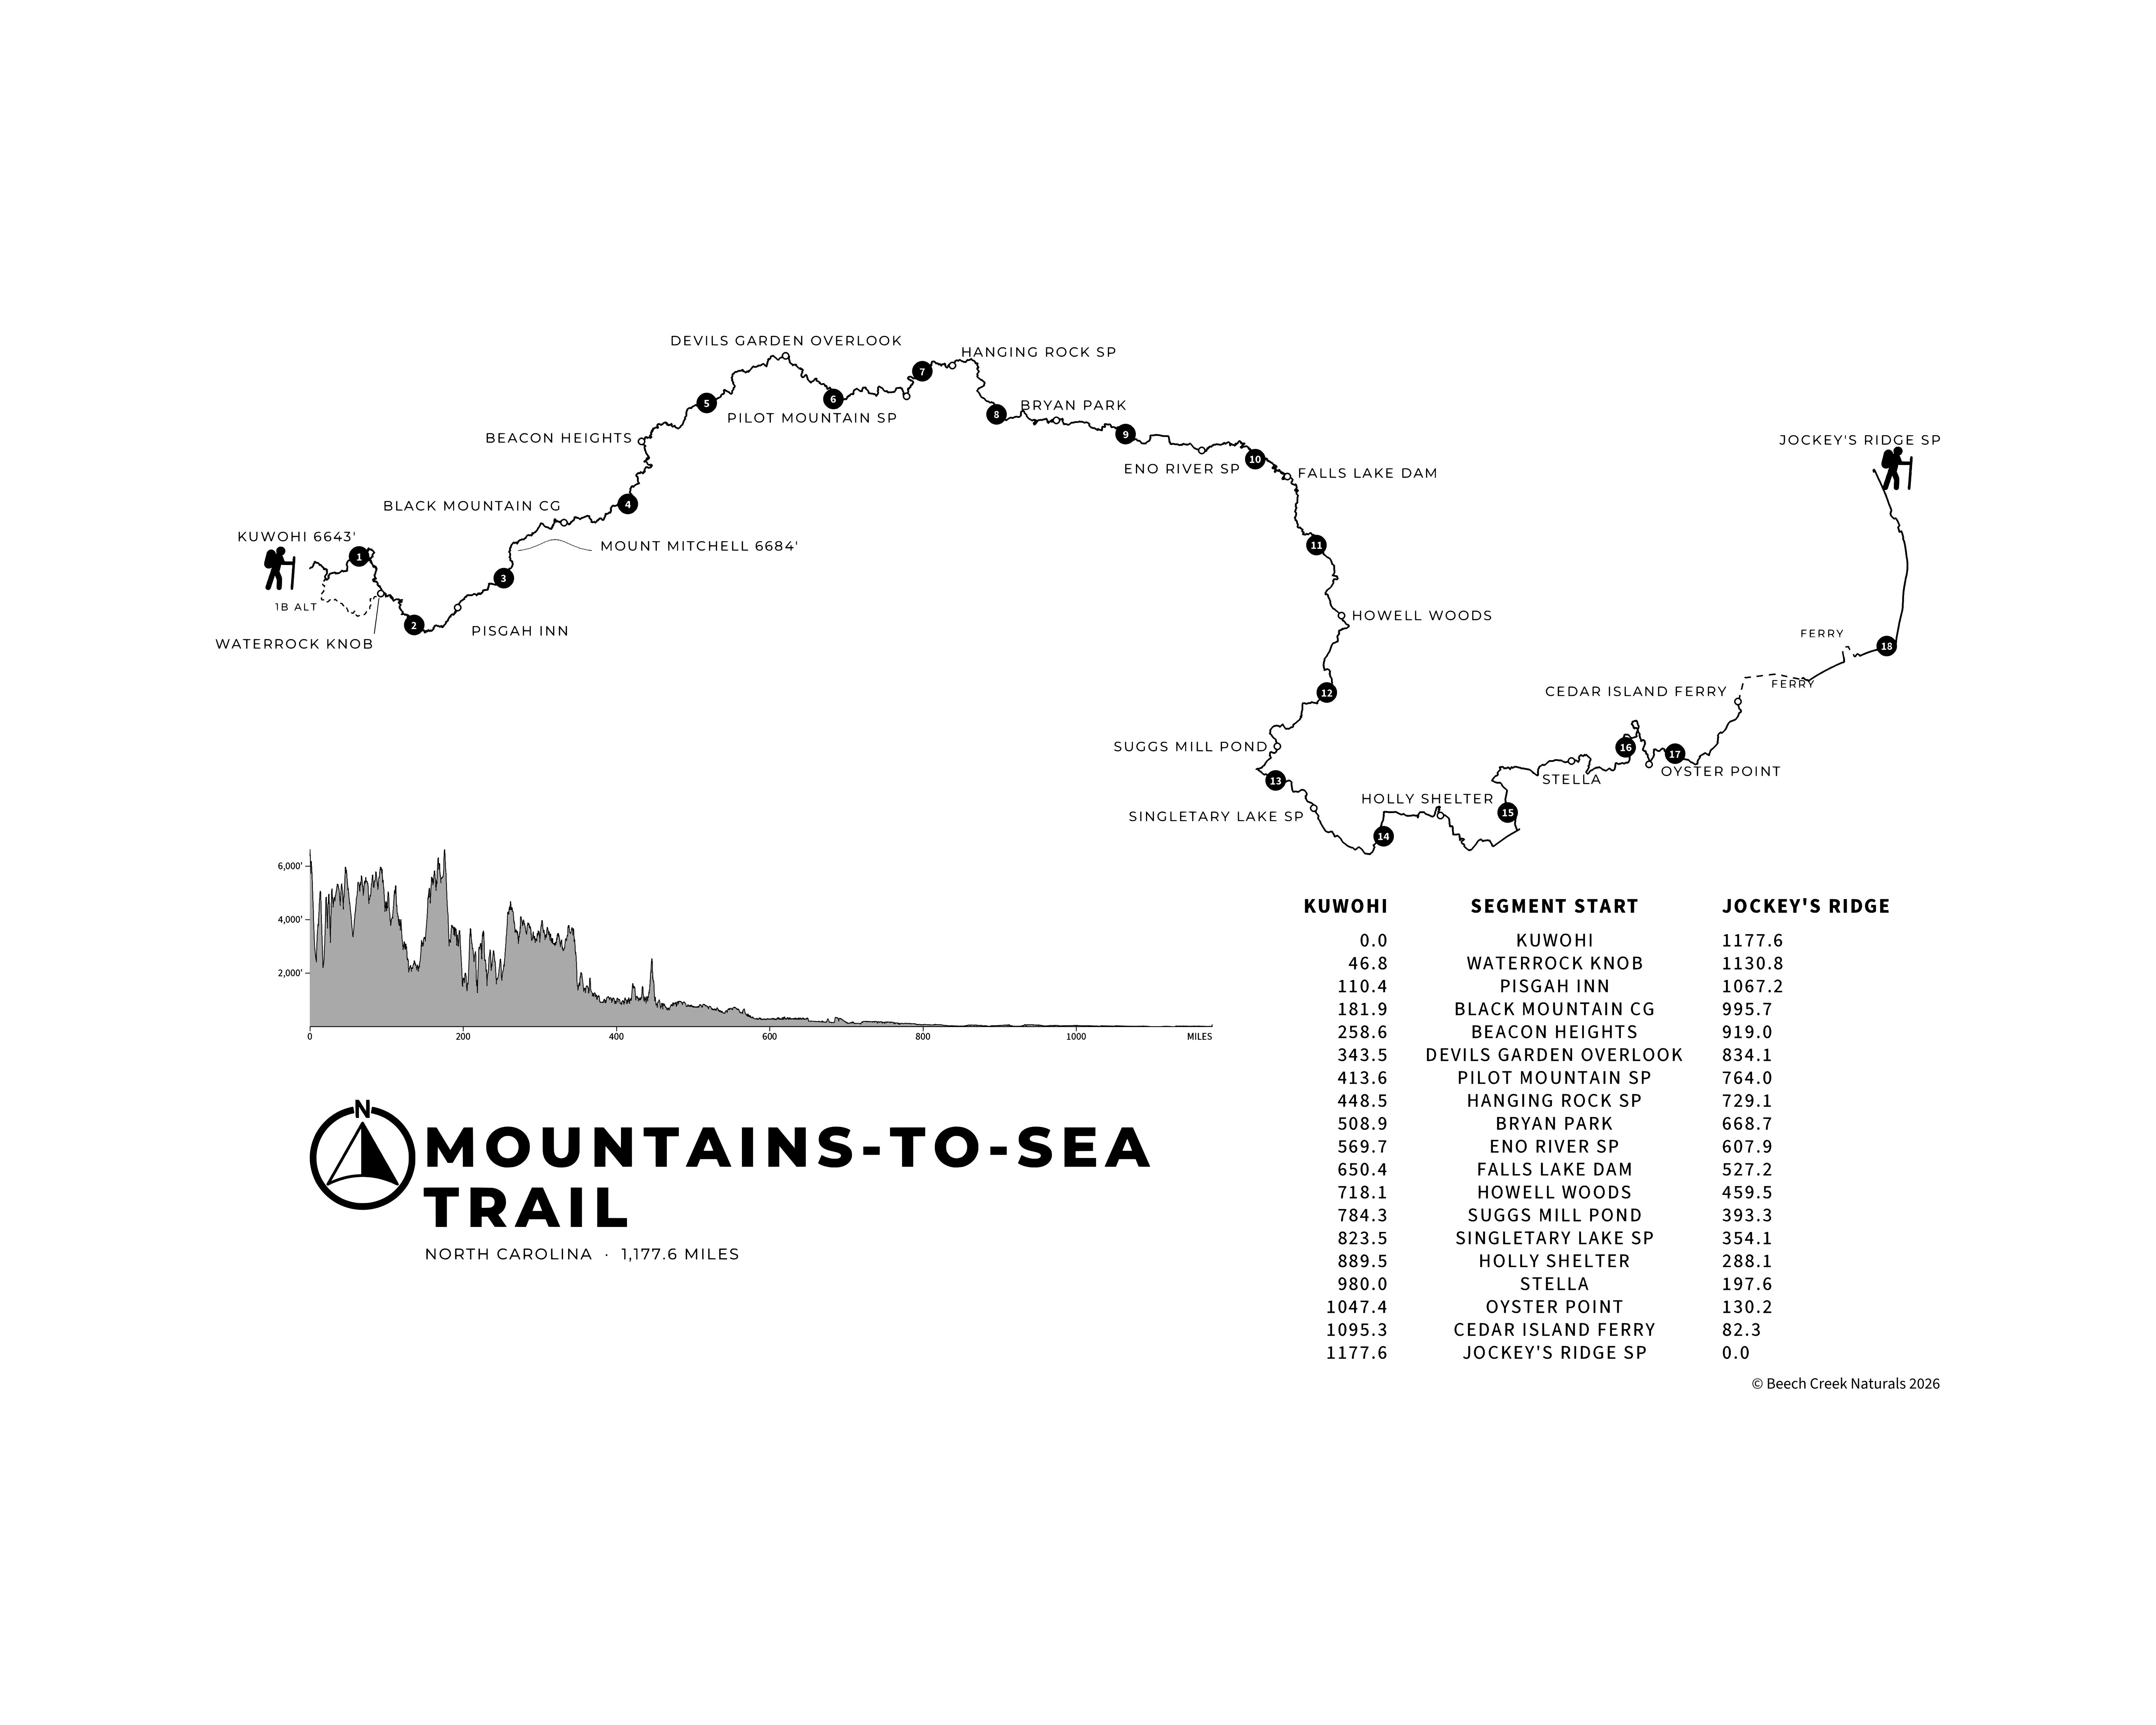 DEVILS GARDEN OVERLOOK
HANGING ROCK SP
7
6
5
PILOT MOUNTAIN SP
8
BRYAN PARK
9
BEACON HEIGHTS
ENO RIVER SP
10
FALLS LAKE DAM
JOCKEY'S RIDGE SP
BLACK MOUNTAIN CG
4
KUWOHI 6643'
1
MOUNT MITCHELL 6684'
11
3
1B ALT
2
PISGAH INN
WATERROCK KNOB
HOWELL WOODS
FERRY
18
12
CEDAR ISLAND FERRY
FERRY
SUGGS MILL POND
16
17
OYSTER POINT
13
STELLA
HOLLY SHELTER
15
SINGLETARY LAKE SP
14
6,000'
4,000'
2,000'
0 200 400 600 800 1000 MILES
N
MOUNTAINS-TO-SEA
TRAIL
NORTH CAROLINA · 1,177.6 MILES
KUWOHI SEGMENT START JOCKEY'S RIDGE
0.0 KUWOHI 1177.6
46.8 WATERROCK KNOB 1130.8
110.4 PISGAH INN 1067.2
181.9 BLACK MOUNTAIN CG 995.7
258.6 BEACON HEIGHTS 919.0
343.5 DEVILS GARDEN OVERLOOK 834.1
413.6 PILOT MOUNTAIN SP 764.0
448.5 HANGING ROCK SP 729.1
508.9 BRYAN PARK 668.7
569.7 ENO RIVER SP 607.9
650.4 FALLS LAKE DAM 527.2
718.1 HOWELL WOODS 459.5
784.3 SUGGS MILL POND 393.3
823.5 SINGLETARY LAKE SP 354.1
889.5 HOLLY SHELTER 288.1
980.0 STELLA 197.6
1047.4 OYSTER POINT 130.2
1095.3 CEDAR ISLAND FERRY 82.3
1177.6 JOCKEY'S RIDGE SP 0.0
© Beech Creek Naturals 2026